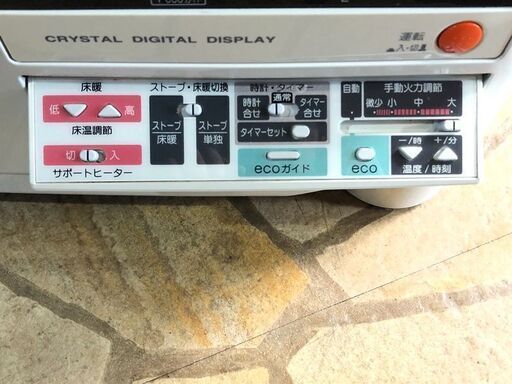 CRYSTAL DIGITAL DISPLAY
運転
入・切
床暖
低 高
床温調節
切 入
サポートヒーター
ストーブ・床暖切換
ストーブ床暖
ストーブ単独
時計・タイマー
通常
時計合せ
タイマー合せ
タイマーセット
ecoガイド
自動
手動火力調節
微少 小 中 大
eco
-/時 +/分
温度/時刻